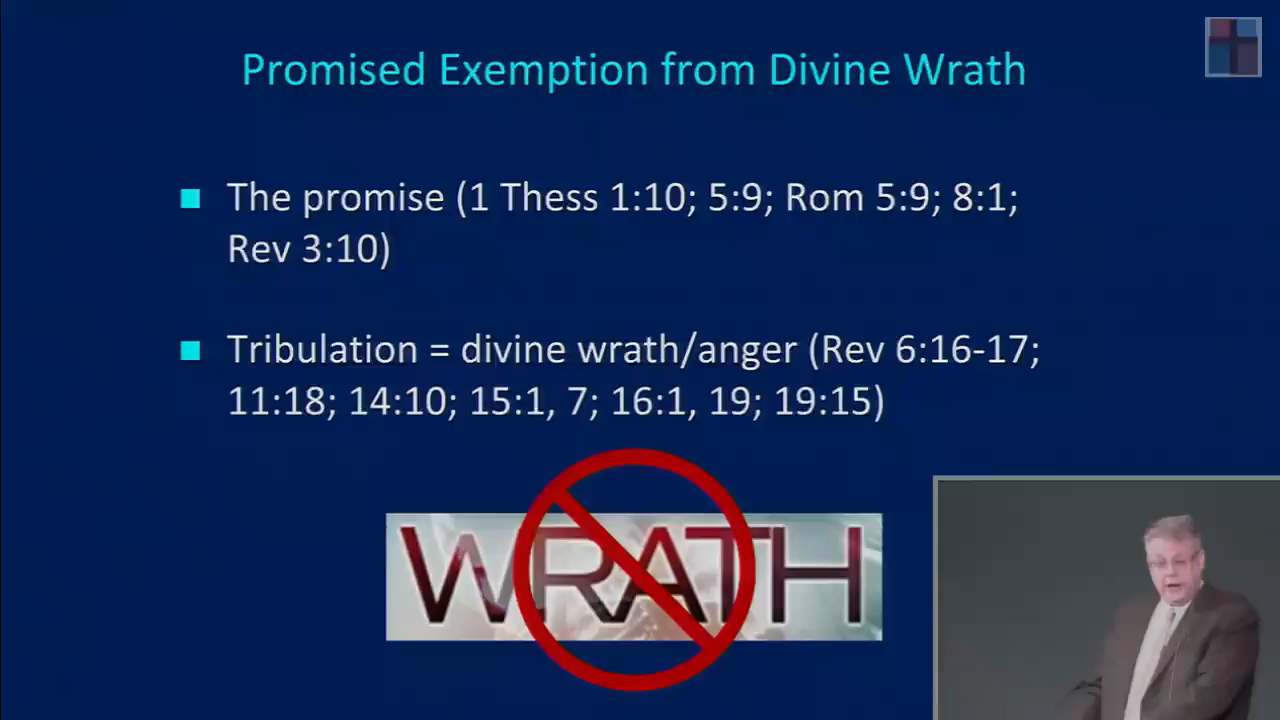 Promised Exemption from Divine Wrath
The promise (1 Thess 1:10; 5:9; Rom 5:9; 8:1;
Rev 3:10)
Tribulation = divine wrath/anger (Rev 6:16-17;
11:18; 14:10; 15:1, 7; 16:1, 19; 19:15)
WRATH